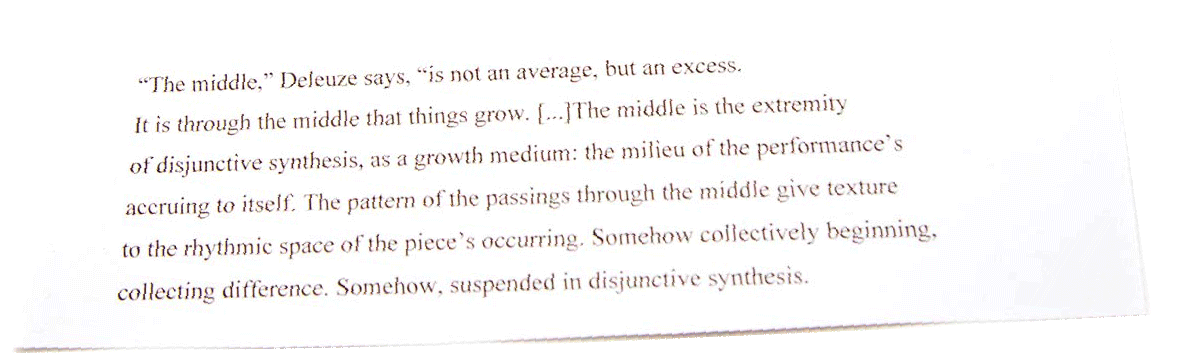 “The middle,” Deleuze says, “is not an average, but an excess.
It is through the middle that things grow. [...]The middle is the extremity
of disjunctive synthesis, as a growth medium: the milieu of the performance’s
accruing to itself. The pattern of the passings through the middle give texture
to the rhythmic space of the piece’s occurring. Somehow collectively beginning,
collecting difference. Somehow, suspended in disjunctive synthesis.